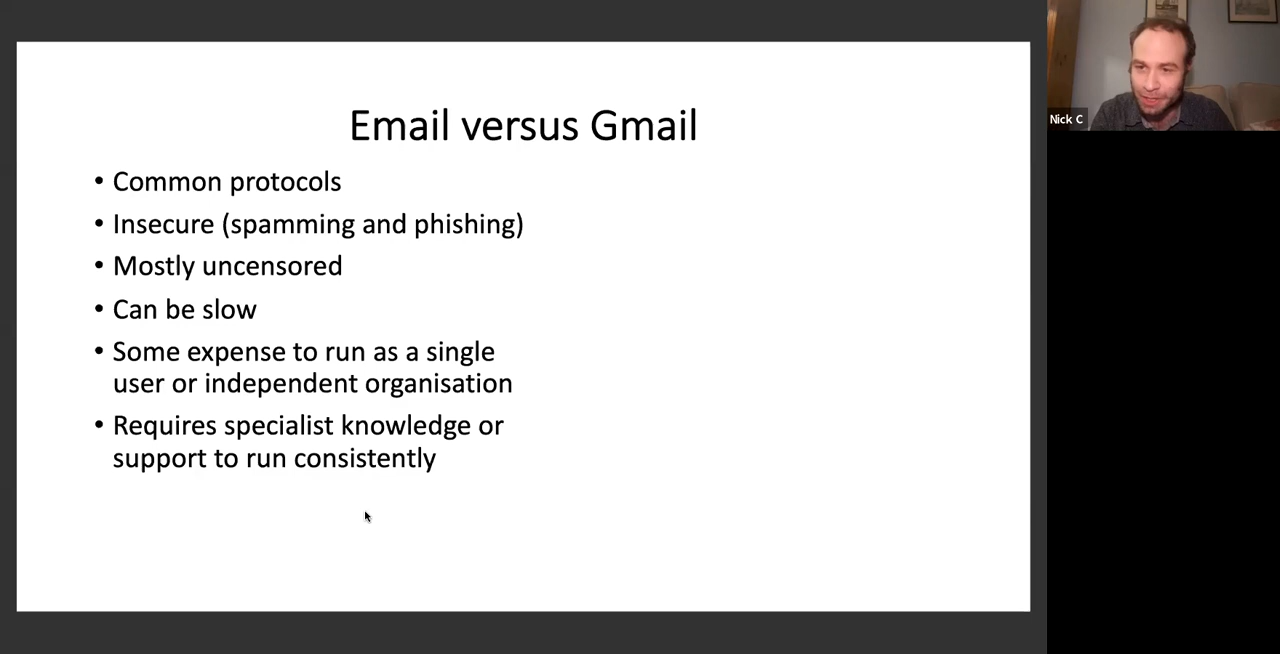 Email versus Gmail
• Common protocols
• Insecure (spamming and phishing)
• Mostly uncensored
• Can be slow
• Some expense to run as a single
user or independent organisation
• Requires specialist knowledge or
support to run consistently
Nick C